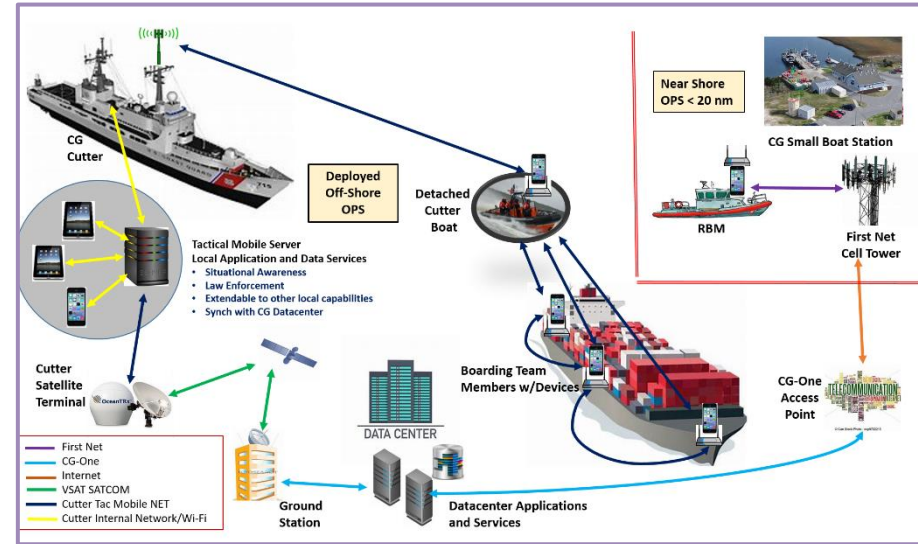 CG
Cutter
Deployed
Off-Shore
OPS
Detached
Cutter
Boat
Near Shore
OPS < 20 nm
CG Small Boat Station
RBM
First Net
Cell Tower
Tactical Mobile Server
Local Application and Data Services
• Situational Awareness
• Law Enforcement
• Extendable to other local capabilities
• Synch with CG Datacenter
Cutter
Satellite
Terminal
DATA CENTER
Boarding Team
Members w/Devices
CG-One
Access
Point
TELECOMMUNICATION
First Net
CG-One
Internet
VSAT SATCOM
Cutter Tac Mobile NET
Cutter Internal Network/Wi-Fi
Ground
Station
Datacenter Applications
and Services